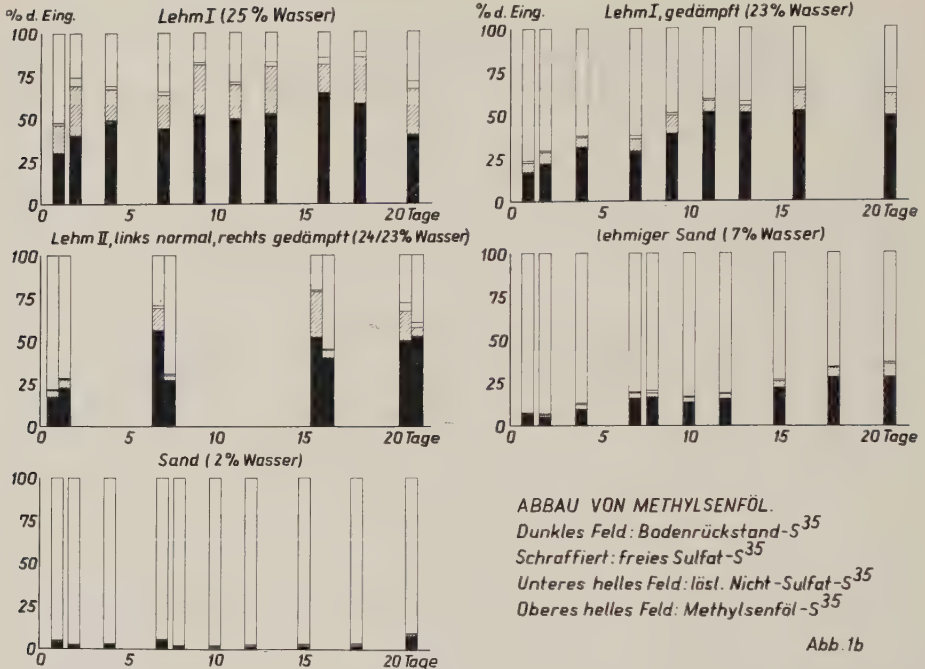 % d. Eing.
Lehm I (25% Wasser)
100
75
50
25
0
0 5 10 15 20 Tage
% d. Eing.
Lehm I, gedämpft (23% Wasser)
100
75
50
25
0
0 5 10 15 20 Tage
Lehm II, links normal, rechts gedämpft (24/23% Wasser)
100
75
50
25
0
0 5 10 15 20 Tage
lehmiger Sand (7% Wasser)
100
75
50
25
0
0 5 10 15 20 Tage
Sand (2% Wasser)
100
75
50
25
0
0 5 10 15 20 Tage
ABBAU VON METHYLSENFÖL.
Dunkles Feld: Bodenrückstand-S³⁵
Schraffiert: freies Sulfat-S³⁵
Unteres helles Feld: lösl. Nicht-Sulfat-S³⁵
Oberes helles Feld: Methylsenföl-S³⁵
Abb. 1b